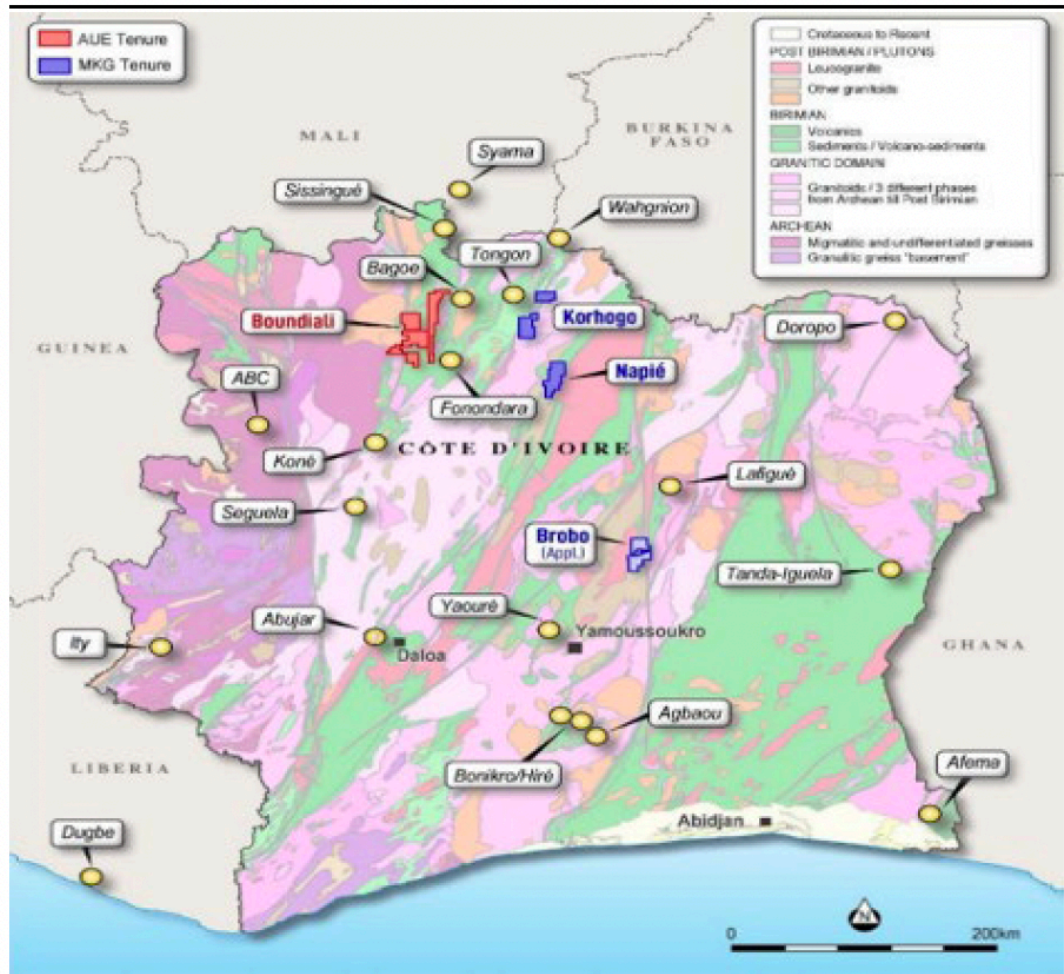 AUE Tenure
MKG Tenure
Cretaceous to Recent
POST BIRIMIAN / PLUTONS
Leucogranite
Other granitoids
BIRIMIAN
Volcanics
Sediments / Volcano-sediments
GRANITIC DOMAIN
Granitoids / 3 different phases
from Archean till Post Birimian
ARCHEAN
Migmatitic and undifferentiated greisses
Granulitic gneiss "basement"
MALI
BURKINA
FASO
Syama
Sissingué
Wahgnion
Tongon
Bagoe
Boundiali
Korhogo
Doropo
GUINEA
Napié
ABC
Fonondara
CÔTE D'IVOIRE
Koné
Lafigué
Seguela
Brobo
(Appl.)
Tanda-Iguela
Yaouré
Abujar
Yamoussoukro
Ity
Daloa
GHANA
Agbaou
LIBERIA
Bonikro/Hiré
Afema
Abidjan
Dugbe
N
0
200km